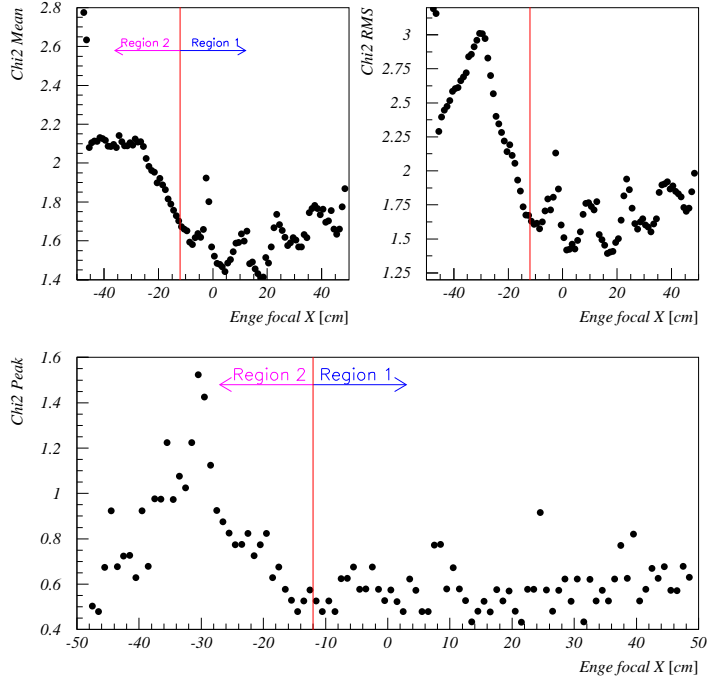 Chi2 Mean
2.8
2.6
2.4
2.2
2
1.8
1.6
1.4
Region 2 Region 1
-40 -20 0 20 40
Enge focal X [cm]
Chi2 RMS
3
2.75
2.5
2.25
2
1.75
1.5
1.25
-40 -20 0 20 40
Enge focal X [cm]
Chi2 Peak
1.6
1.4
1.2
1
0.8
0.6
0.4
Region 2 Region 1
-50 -40 -30 -20 -10 0 10 20 30 40 50
Enge focal X [cm]